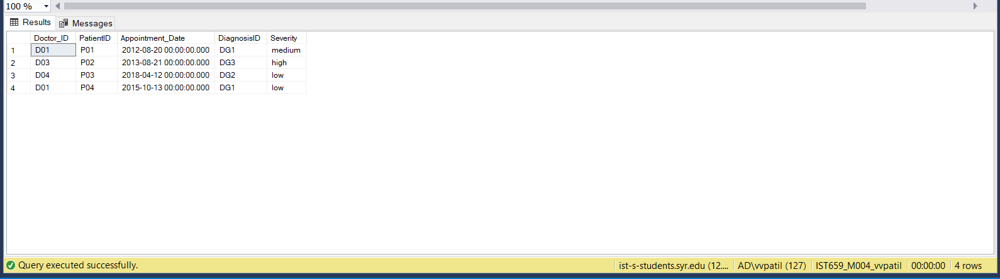 100 %
Results Messages
Doctor_ID PatientID Appointment_Date DiagnosisID Severity
1 D01 P01 2012-08-20 00:00:00.000 DG1 medium
2 D03 P02 2013-08-21 00:00:00.000 DG3 high
3 D04 P03 2018-04-12 00:00:00.000 DG2 low
4 D01 P04 2015-10-13 00:00:00.000 DG1 low
Query executed successfully. ist-s-students.syr.edu (12.... AD\vvpatil (127) IST659_M004_vvpatil 00:00:00 4 rows